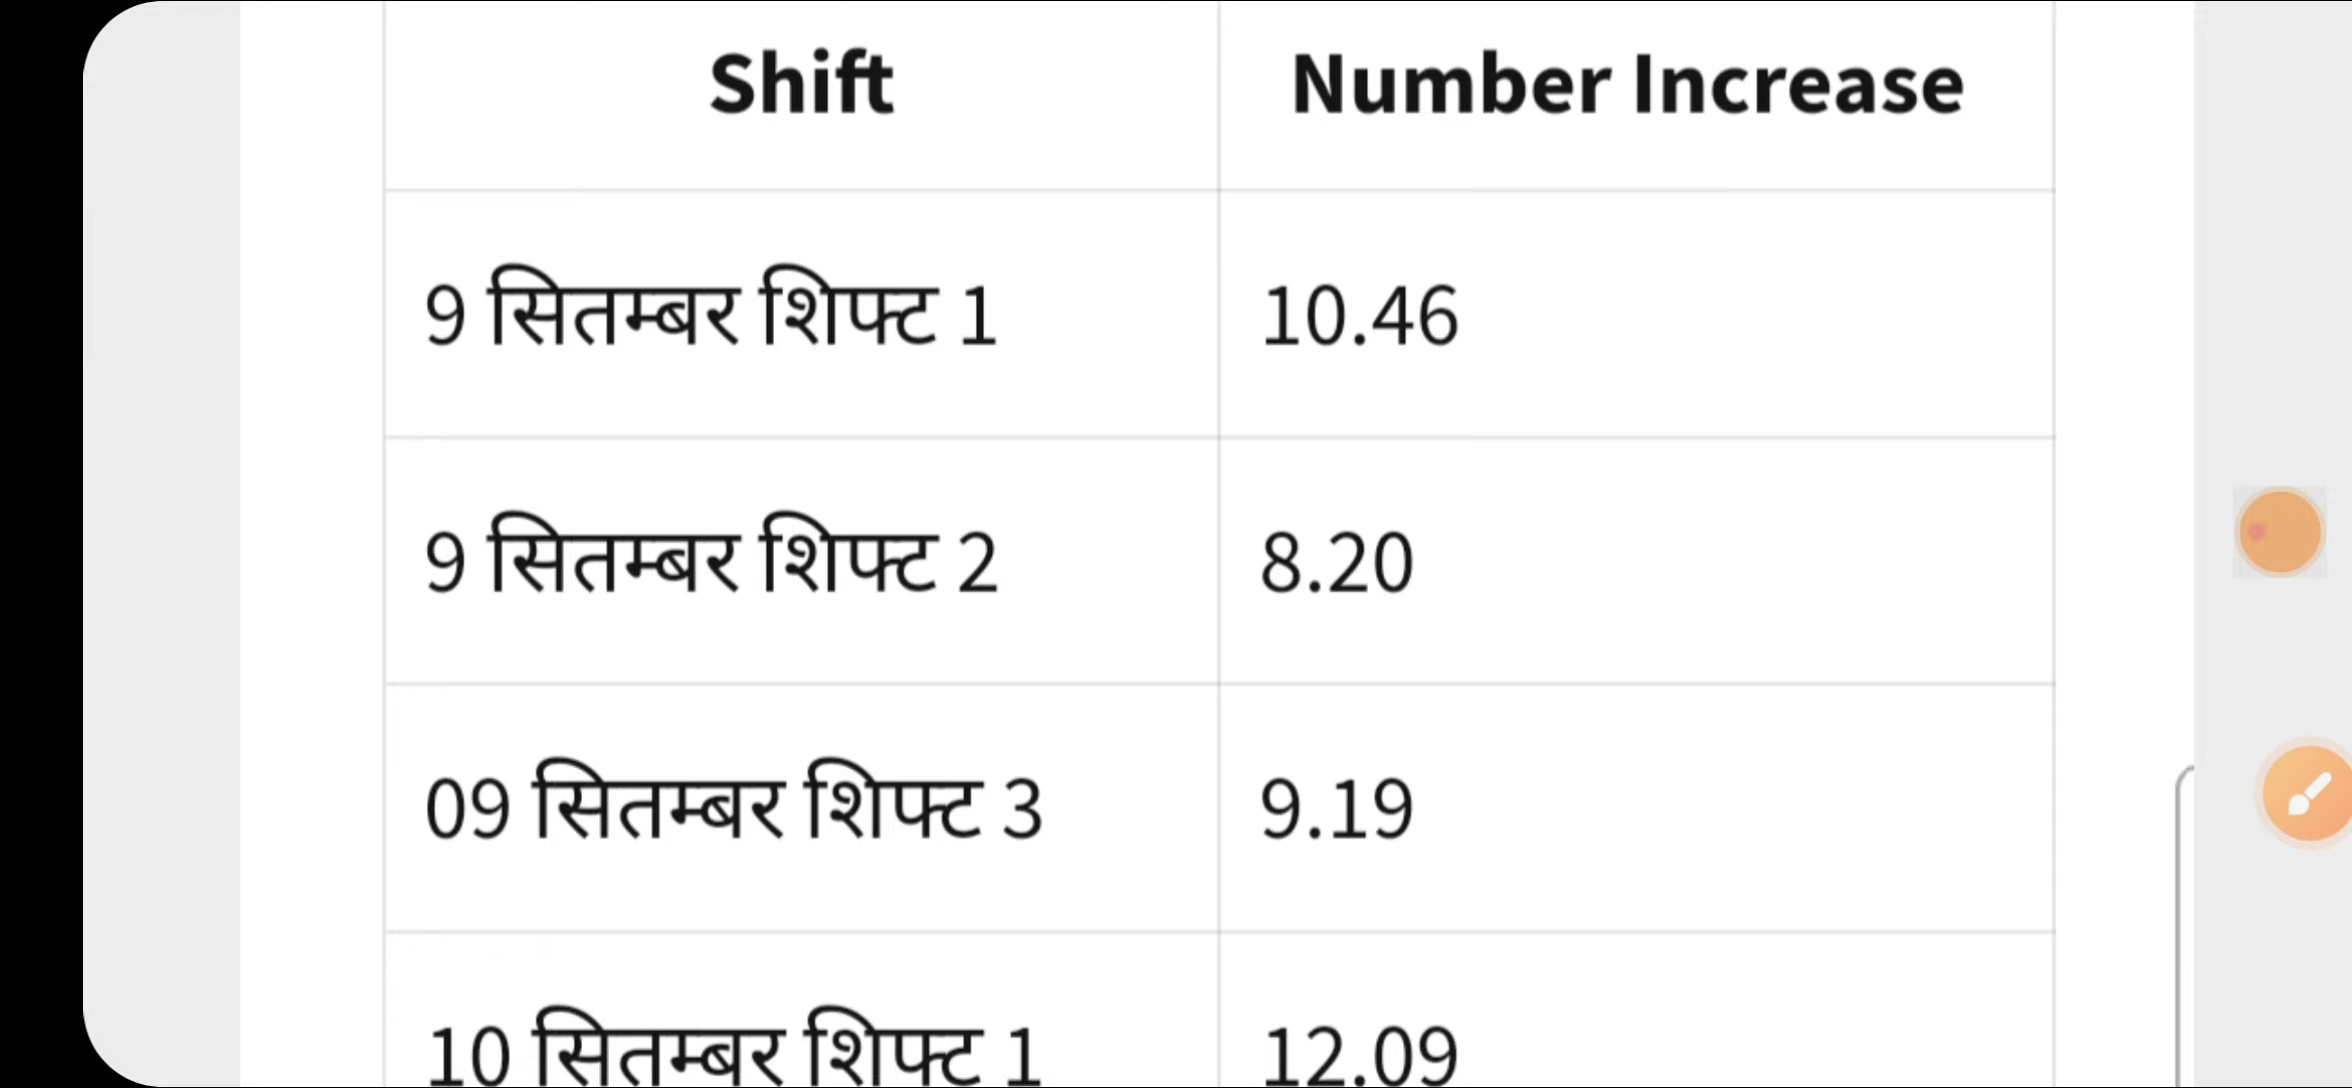 Shift Number Increase
9 सितम्बर शिफ्ट 1 10.46
9 सितम्बर शिफ्ट 2 8.20
09 सितम्बर शिफ्ट 3 9.19
10 सितम्बर शिफ्ट 1 12.09